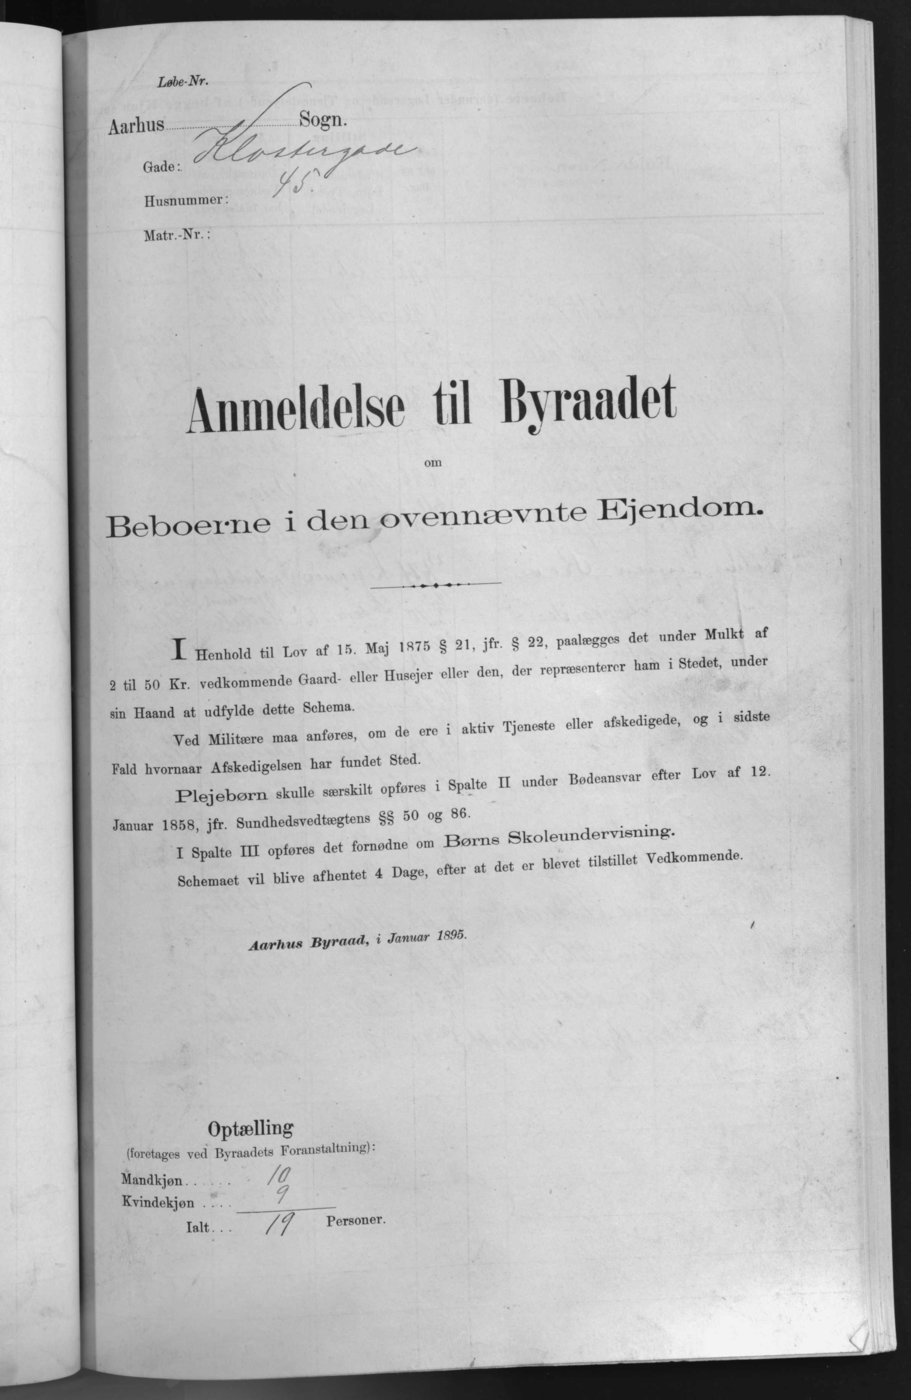 Løbe-Nr.
Aarhus Sogn.
Gade: Klostergade
Husnummer: 45.
Matr.-Nr.:
Anmeldelse til Byraadet
om
Beboerne i den ovennævnte Ejendom.
I Henhold til Lov af 15. Maj 1875 § 21, jfr. § 22, paalægges det under Mulkt af
2 til 50 Kr. vedkommende Gaard- eller Husejer eller den, der repræsenterer ham i Stedet, under
sin Haand at udfylde dette Schema.
Ved Militære maa anføres, om de ere i aktiv Tjeneste eller afskedigede, og i sidste
Fald hvornaar Afskedigelsen har fundet Sted.
Plejebørn skulle særskilt opføres i Spalte II under Bødeansvar efter Lov af 12.
Januar 1858, jfr. Sundhedsvedtægtens §§ 50 og 86.
I Spalte III opføres det fornødne om Børns Skoleundervisning.
Schemaet vil blive afhentet 4 Dage, efter at det er blevet tilstillet Vedkommende.
Aarhus Byraad, i Januar 1895.
Optælling
(foretages ved Byraadets Foranstaltning):
Mandkjøn...... 10
Kvindekjøn .... 9
Ialt... 19 Personer.